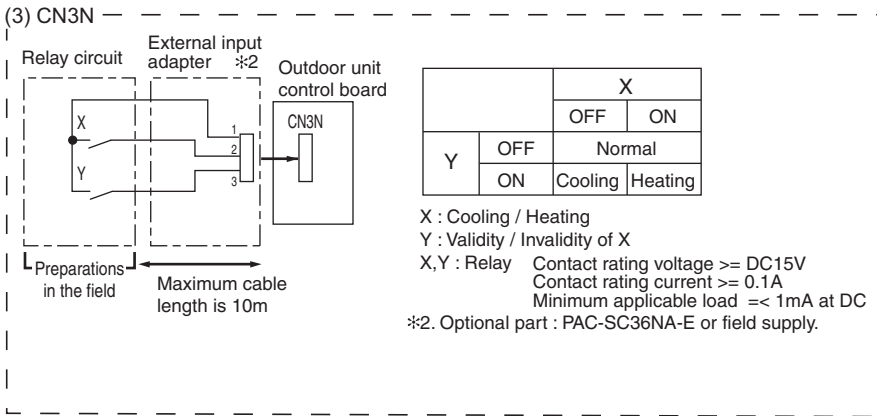 (3) CN3N
Relay circuit
External input
adapter ✻2
Outdoor unit
control board
X
Y
1
2
3
CN3N
Preparations
in the field
Maximum cable
length is 10m
X
OFF ON
Y OFF Normal
ON Cooling Heating
X : Cooling / Heating
Y : Validity / Invalidity of X
X,Y : Relay Contact rating voltage >= DC15V
Contact rating current >= 0.1A
Minimum applicable load =< 1mA at DC
✻2. Optional part : PAC-SC36NA-E or field supply.